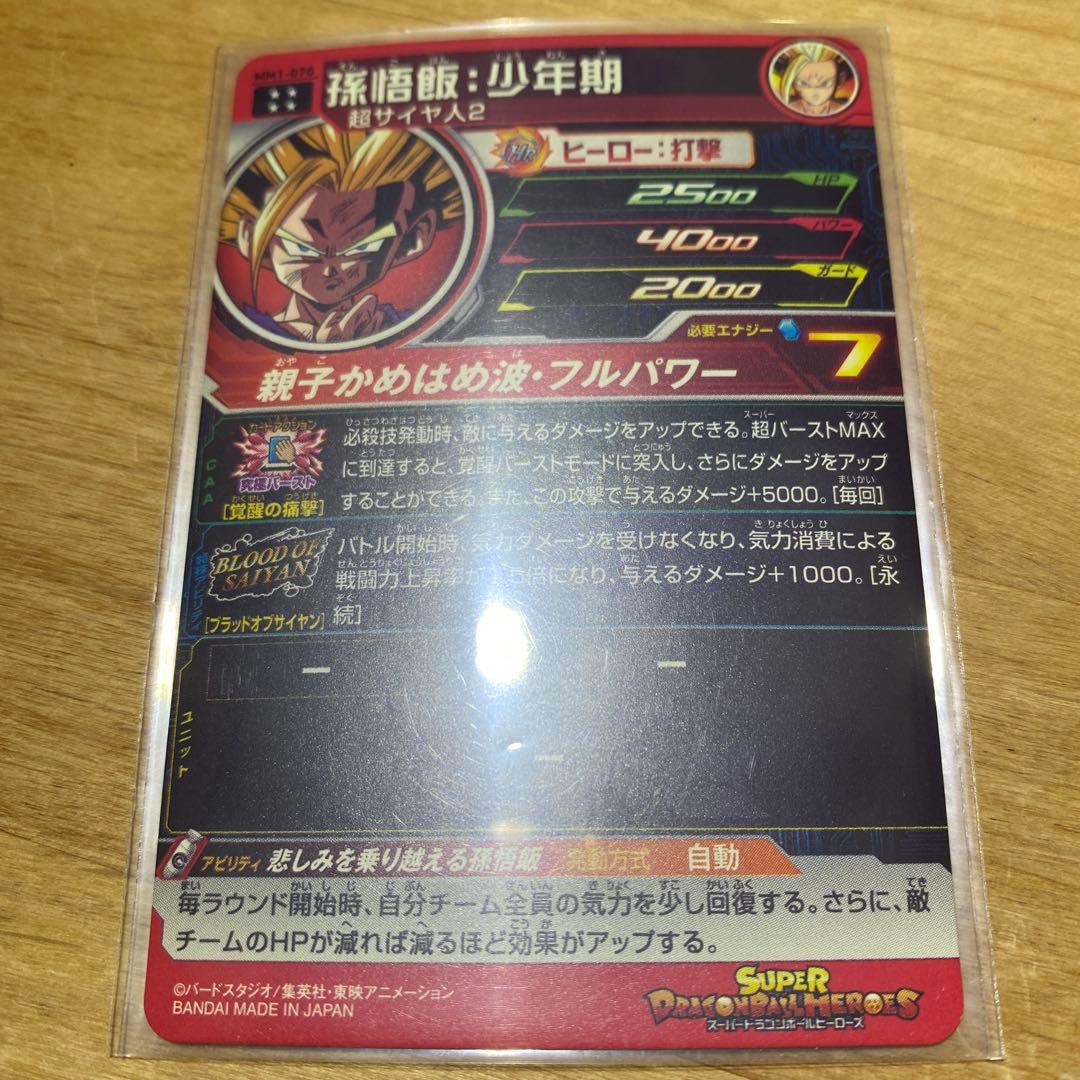 MM1-070
孫悟飯:少年期
超サイヤ人2
HR ヒーロー:打撃
HP
2500
パワー
4000
ガード
2000
必要エナジー 7
親子かめはめ波・フルパワー
カードアクション
究極バースト
[覚醒の痛撃]
CAA
必殺技発動時、敵に与えるダメージをアップできる。超バーストMAX
に到達すると、覚醒バーストモードに突入し、さらにダメージをアップ
することができる。また、この攻撃で与えるダメージ+5000。[毎回]
BLOOD OF
SAIYAN
[ブラッドオブサイヤン]
バトル開始時、気力ダメージを受けなくなり、気力消費による
戦闘力上昇 倍になり、与えるダメージ+1000。[永
続]
ユニット
アビリティ 悲しみを乗り越える孫悟飯 発動方式 自動
毎ラウンド開始時、自分チーム全員の気力を少し回復する。さらに、敵
チームのHPが減れば減るほど効果がアップする。
©バードスタジオ/集英社・東映アニメーション
BANDAI MADE IN JAPAN
SUPER
DRAGONBALL HEROES
スーパードラゴンボールヒーローズ